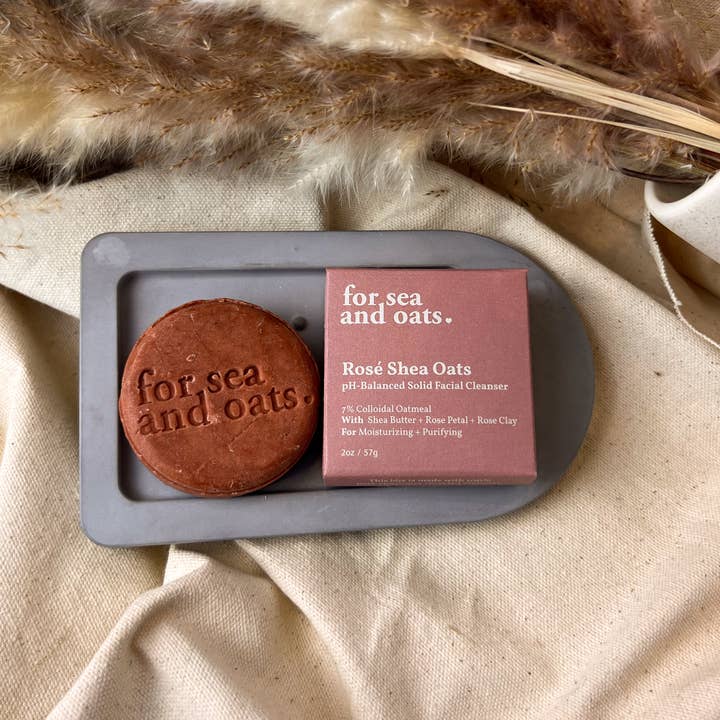 for sea
and oats.
for sea
and oats.
Rosé Shea Oats
pH-Balanced Solid Facial Cleanser
7% Colloidal Oatmeal
With Shea Butter + Rose Petal + Rose Clay
For Moisturizing + Purifying
2oz / 57g